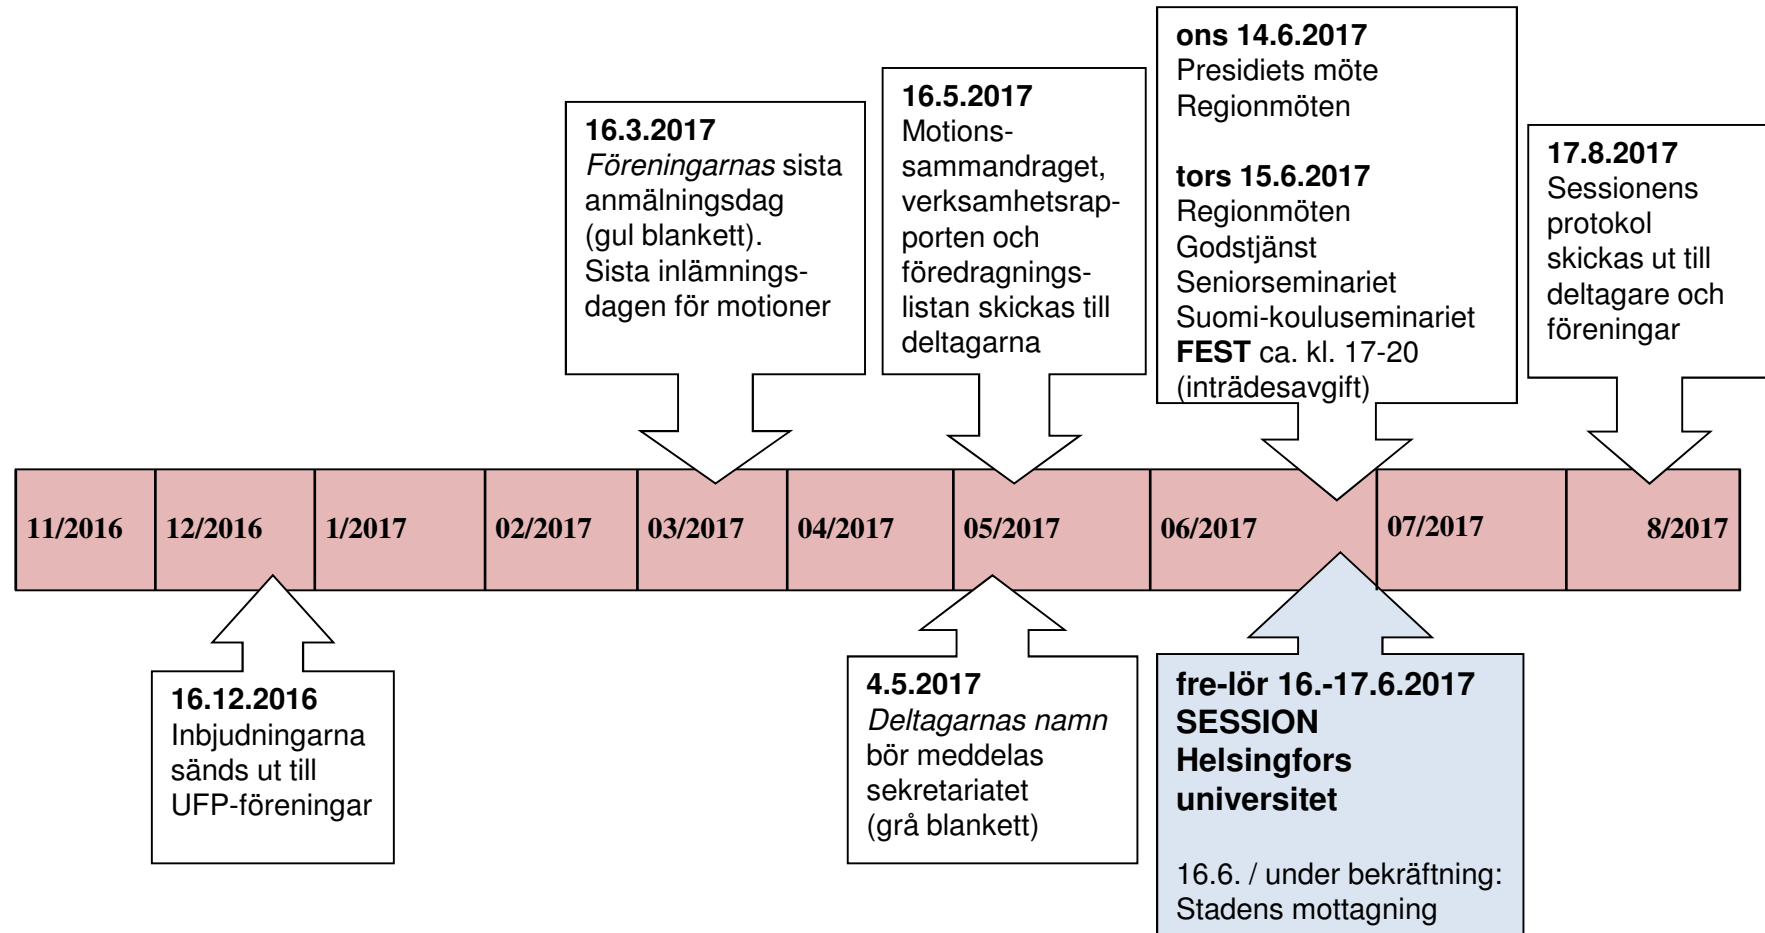 16.3.2017
Föreningarnas sista
anmälningsdag
(gul blankett).
Sista inlämnings-
dagen för motioner
16.5.2017
Motions-
sammandraget,
verksamhetsrap-
porten och
föredragnings-
listan skickas till
deltagarna
ons 14.6.2017
Presidiets möte
Regionmöten
tors 15.6.2017
Regionmöten
Godstjänst
Seniorseminariet
Suomi-kouluseminariet
FEST ca. kl. 17-20
(inträdesavgift)
17.8.2017
Sessionens
protokol
skickas ut till
deltagare och
föreningar
11/2016 12/2016 1/2017 02/2017 03/2017 04/2017 05/2017 06/2017 07/2017 8/2017
16.12.2016
Inbjudningarna
sänds ut till
UFP-föreningar
4.5.2017
Deltagarnas namn
bör meddelas
sekretariatet
(grå blankett)
fre-lör 16.-17.6.2017
SESSION
Helsingfors
universitet
16.6. / under bekräftning:
Stadens mottagning